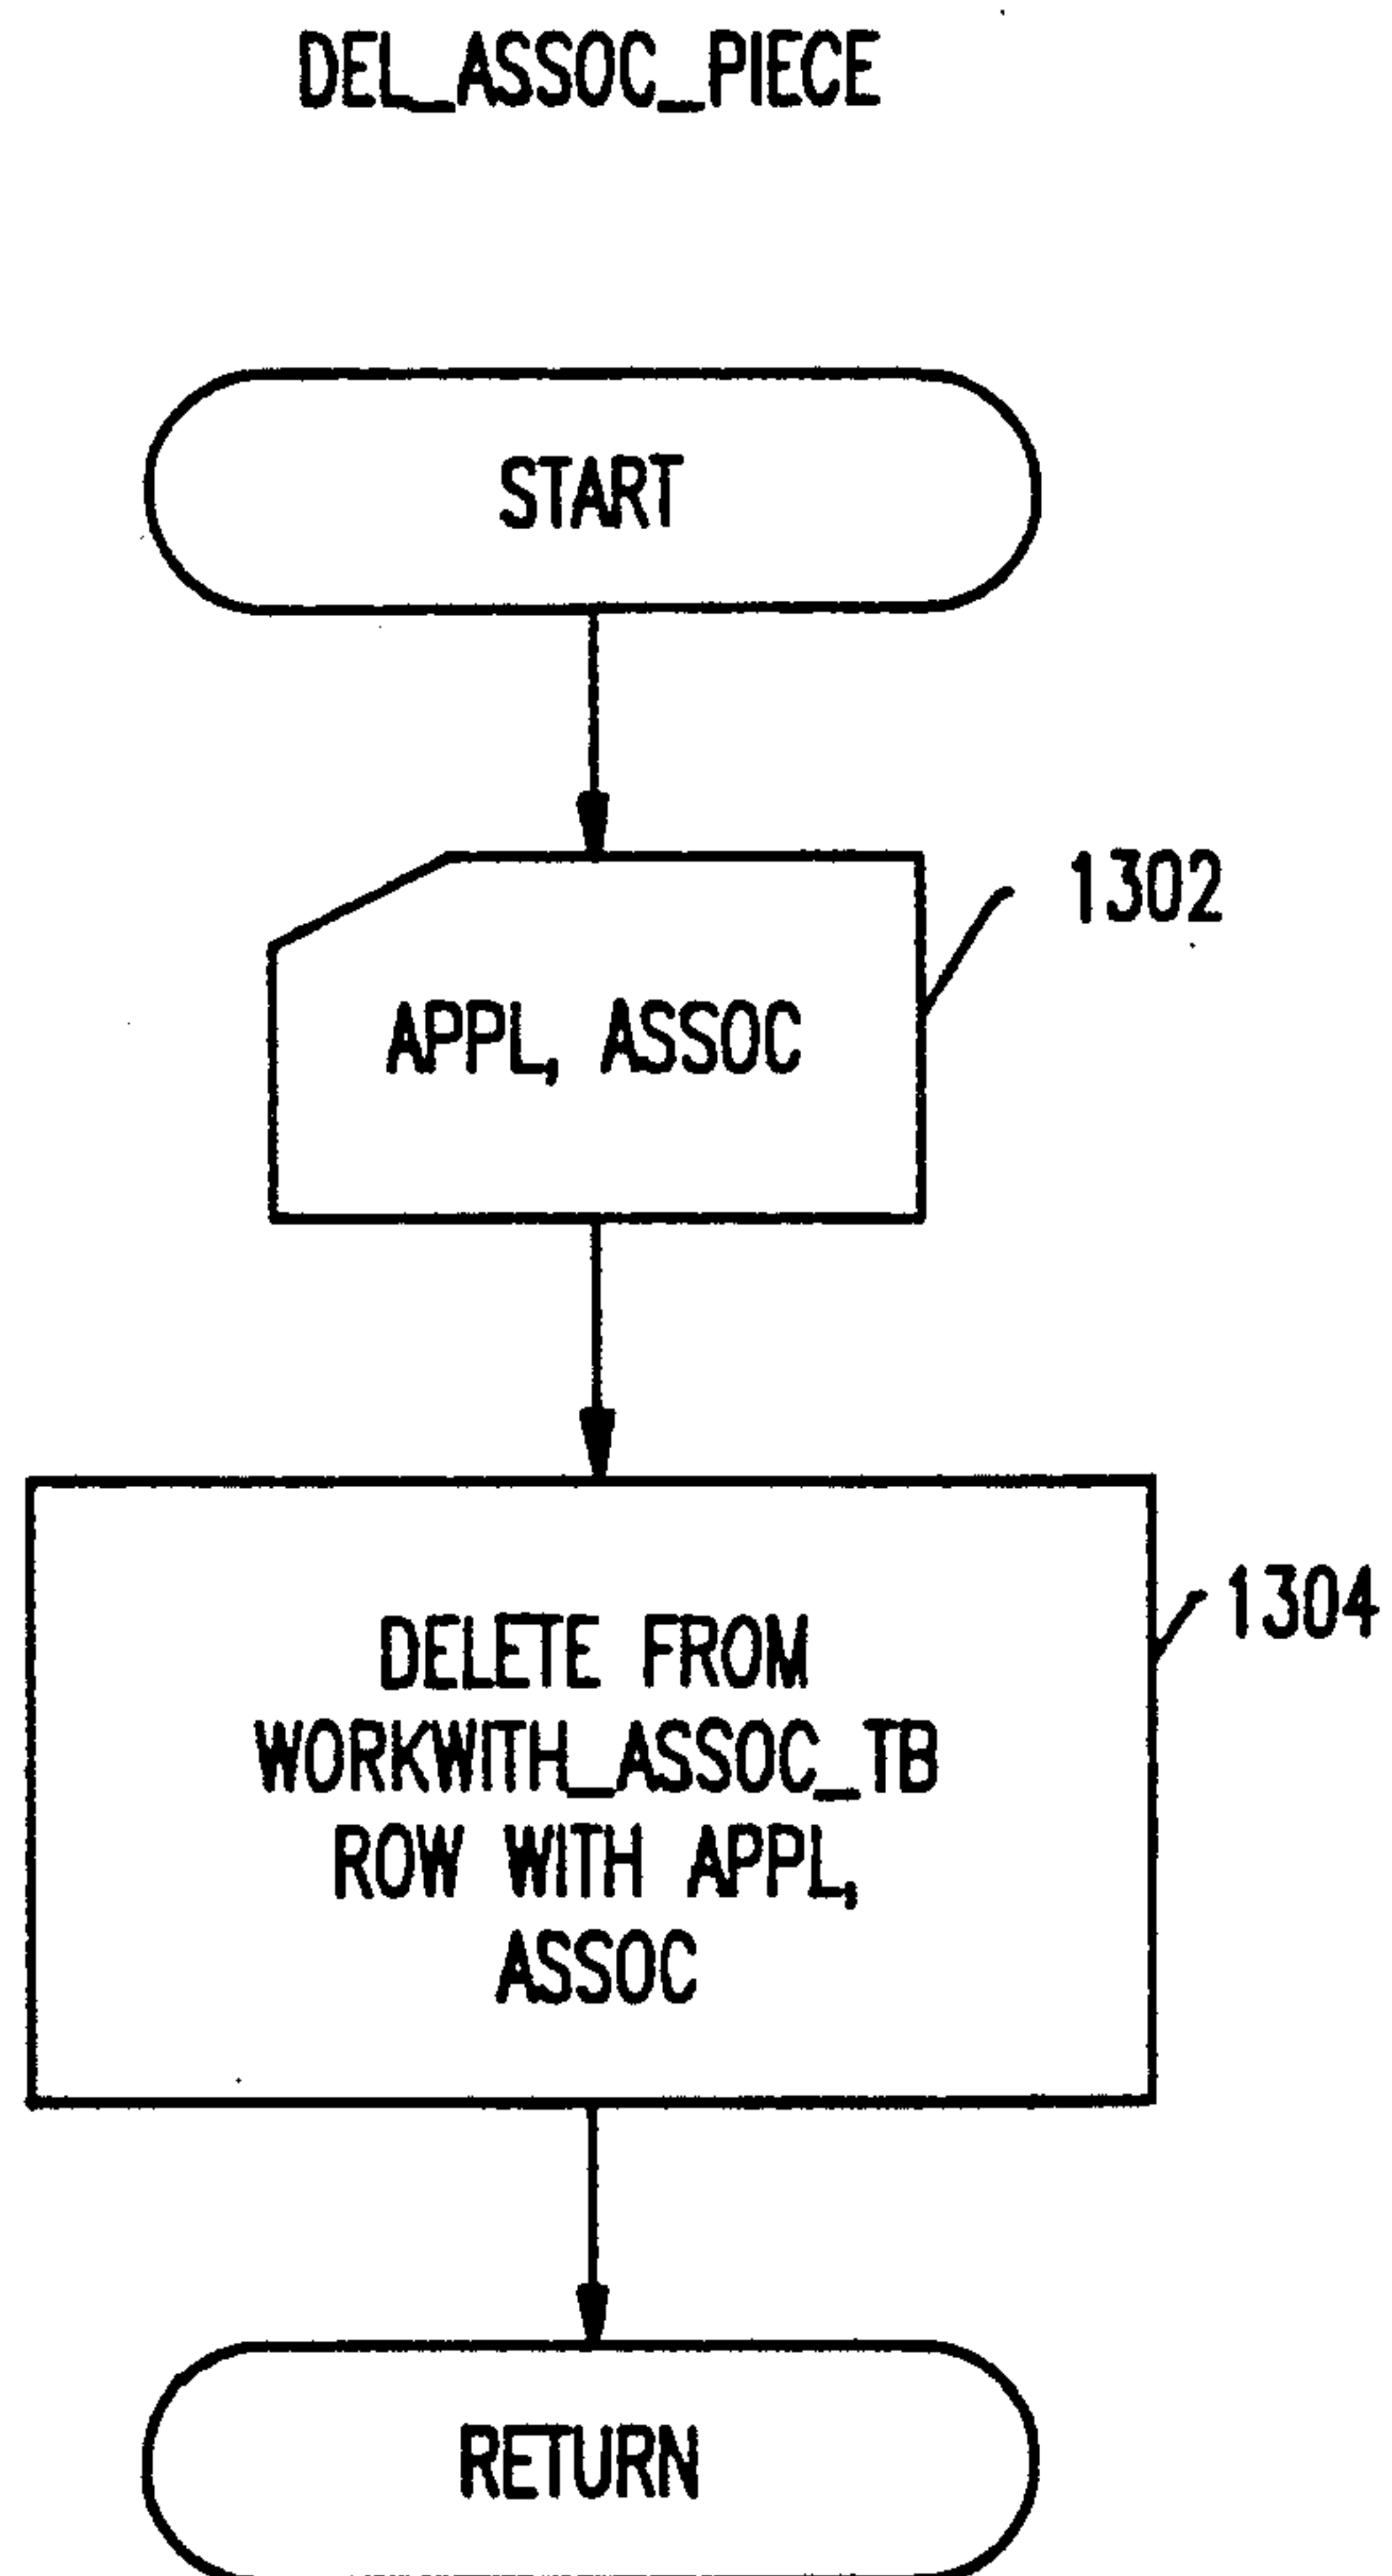 DEL_ASSOC_PIECE
START
1302
APPL, ASSOC
1304
DELETE FROM
WORKWITH_ASSOC_TB
ROW WITH APPL,
ASSOC
RETURN